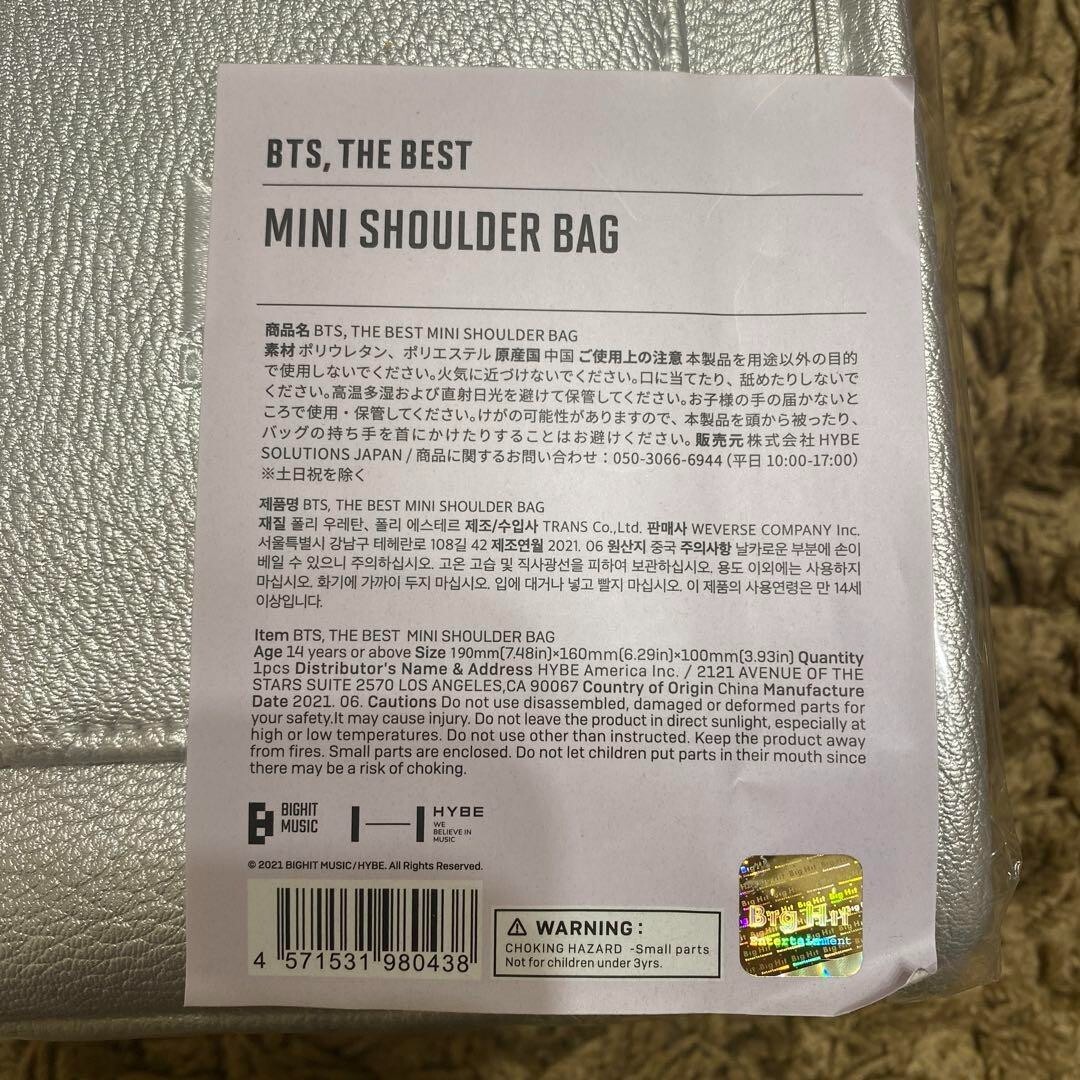 BTS, THE BEST
MINI SHOULDER BAG
商品名 BTS, THE BEST MINI SHOULDER BAG
素材 ポリウレタン、ポリエステル 原産国 中国 ご使用上の注意 本製品を用途以外の目的
で使用しないでください。火気に近づけないでください。口に当てたり、舐めたりしないで
ください。高温多湿および直射日光を避けて保管してください。お子様の手の届かないと
ころで使用・保管してください。けがの可能性がありますので、本製品を頭から被ったり、
バッグの持ち手を首にかけたりすることはお避けください。販売元 株式会社 HYBE
SOLUTIONS JAPAN / 商品に関するお問い合わせ：050-3066-6944 (平日 10:00-17:00)
※土日祝を除く
제품명 BTS, THE BEST MINI SHOULDER BAG
재질 폴리 우레탄、폴리 에스테르 제조/수입사 TRANS Co.,Ltd. 판매사 WEVERSE COMPANY Inc.
서울특별시 강남구 테헤란로 108길 42 제조연월 2021. 06 원산지 중국 주의사항 날카로운 부분에 손이
베일 수 있으니 주의하십시오. 고온 고습 및 직사광선을 피하여 보관하십시오. 용도 이외에는 사용하지
마십시오. 화기에 가까이 두지 마십시오. 입에 대거나 넣고 빨지 마십시오. 이 제품의 사용연령은 만 14세
이상입니다.
Item BTS, THE BEST MINI SHOULDER BAG
Age 14 years or above Size 190mm(7.48in)×160mm(6.29in)×100mm(3.93in) Quantity
1pcs Distributor's Name & Address HYBE America Inc. / 2121 AVENUE OF THE
STARS SUITE 2570 LOS ANGELES,CA 90067 Country of Origin China Manufacture
Date 2021. 06. Cautions Do not use disassembled, damaged or deformed parts for
your safety.It may cause injury. Do not leave the product in direct sunlight, especially at
high or low temperatures. Do not use other than instructed. Keep the product away
from fires. Small parts are enclosed. Do not let children put parts in their mouth since
there may be a risk of choking.
BIGHIT
MUSIC
HYBE
WE
BELIEVE IN
MUSIC
© 2021 BIGHIT MUSIC/HYBE. All Rights Reserved.
4 571531 980438
WARNING :
CHOKING HAZARD -Small parts
Not for children under 3yrs.
Big Hit
Entertainment